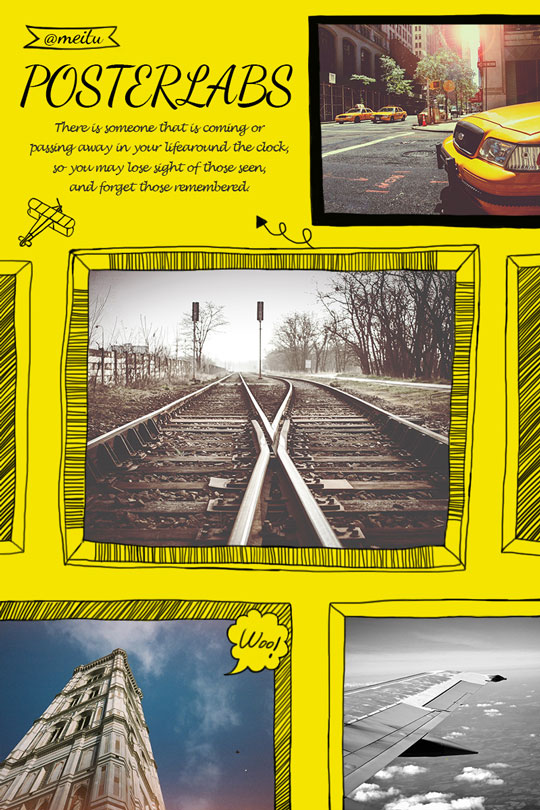 @meitu
POSTERLABS
There is someone that is coming or
passing away in your lifearound the clock,
so you may lose sight of those seen,
and forget those remembered.
Woo!